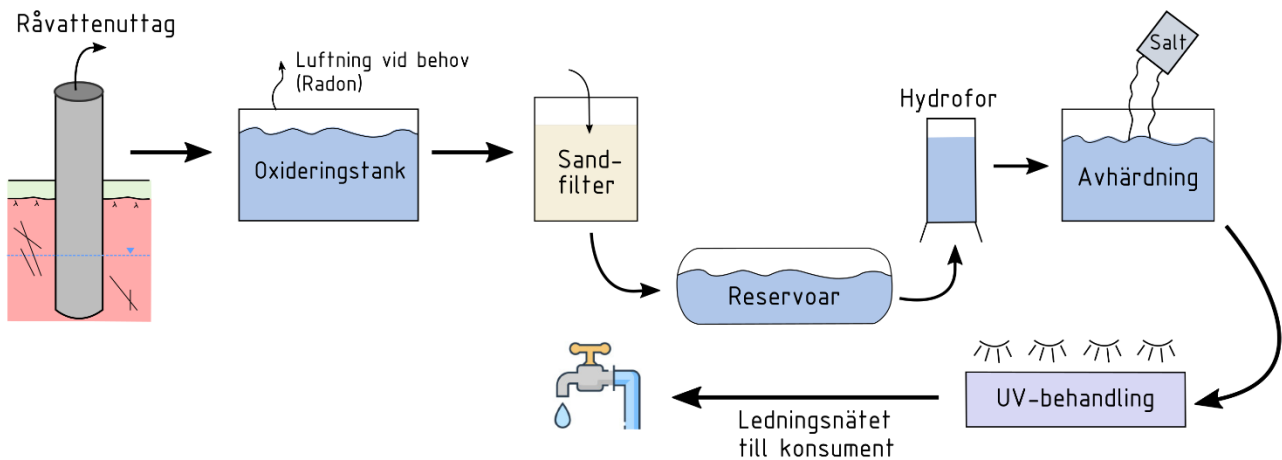 Råvattenuttag
Luftning vid behov
(Radon)
Oxideringstank
Sand-
filter
Reservoar
Hydrofor
Salt
Avhärdning
UV-behandling
Ledningsnätet
till konsument